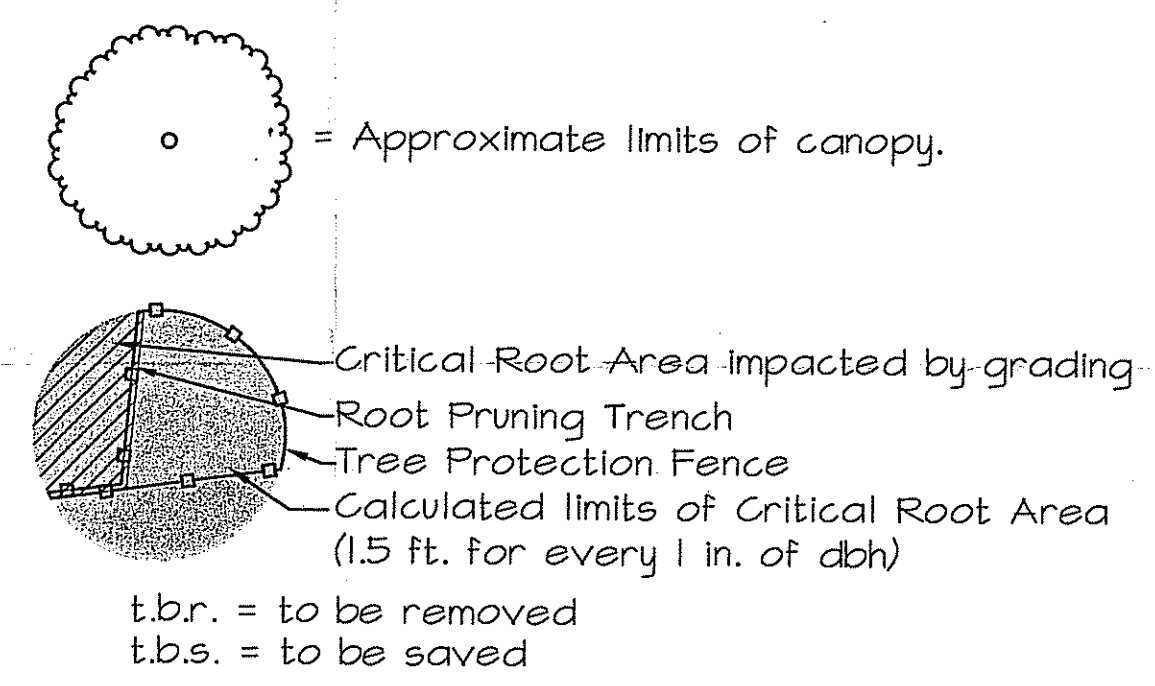 = Approximate limits of canopy.
Critical Root Area impacted by grading
Root Pruning Trench
Tree Protection Fence
Calculated limits of Critical Root Area
(1.5 ft. for every 1 in. of dbh)
t.b.r. = to be removed
t.b.s. = to be saved